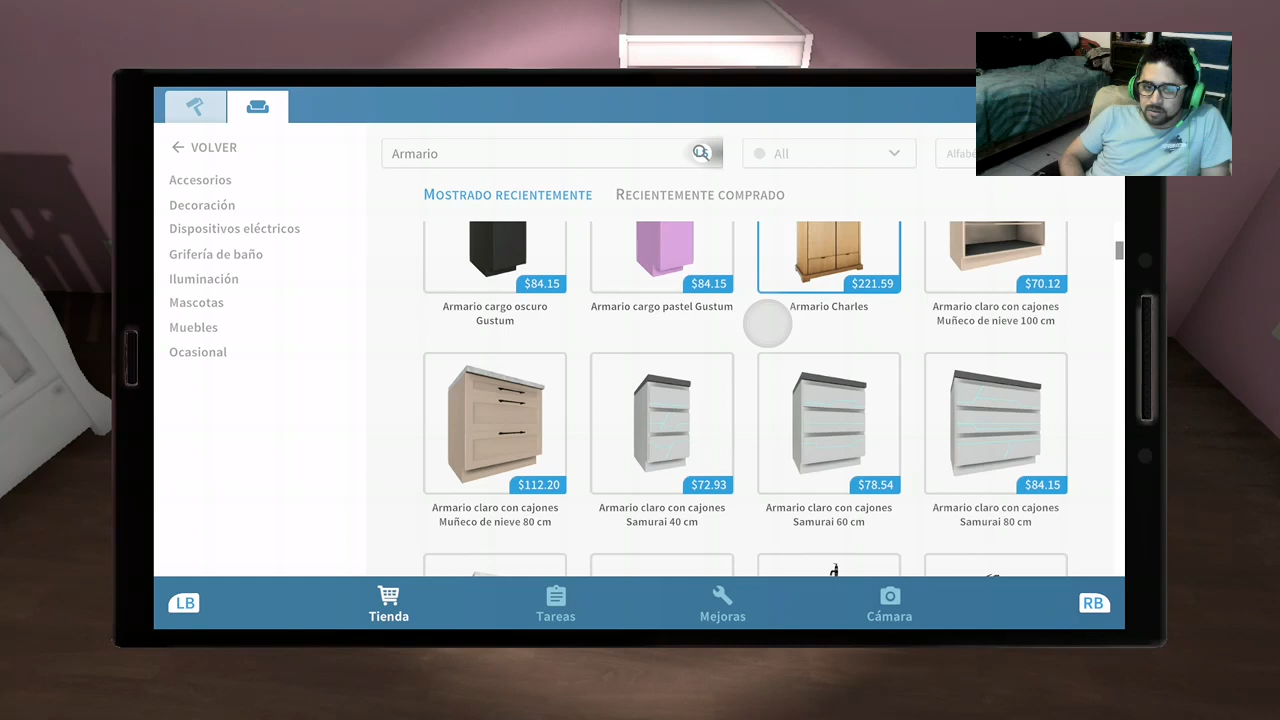 VOLVER
Accesorios
Decoración
Dispositivos eléctricos
Grifería de baño
Iluminación
Mascotas
Muebles
Ocasional
Armario
All
Alfabé
MOSTRADO RECIENTEMENTE
RECIENTEMENTE COMPRADO
$84.15
$84.15
$221.59
$70.12
Armario cargo oscuro
Gustum
Armario cargo pastel Gustum
Armario Charles
Armario claro con cajones
Muñeco de nieve 100 cm
$112.20
$72.93
$78.54
$84.15
Armario claro con cajones
Muñeco de nieve 80 cm
Armario claro con cajones
Samurai 40 cm
Armario claro con cajones
Samurai 60 cm
Armario claro con cajones
Samurai 80 cm
LB
Tienda
Tareas
Mejoras
Cámara
RB